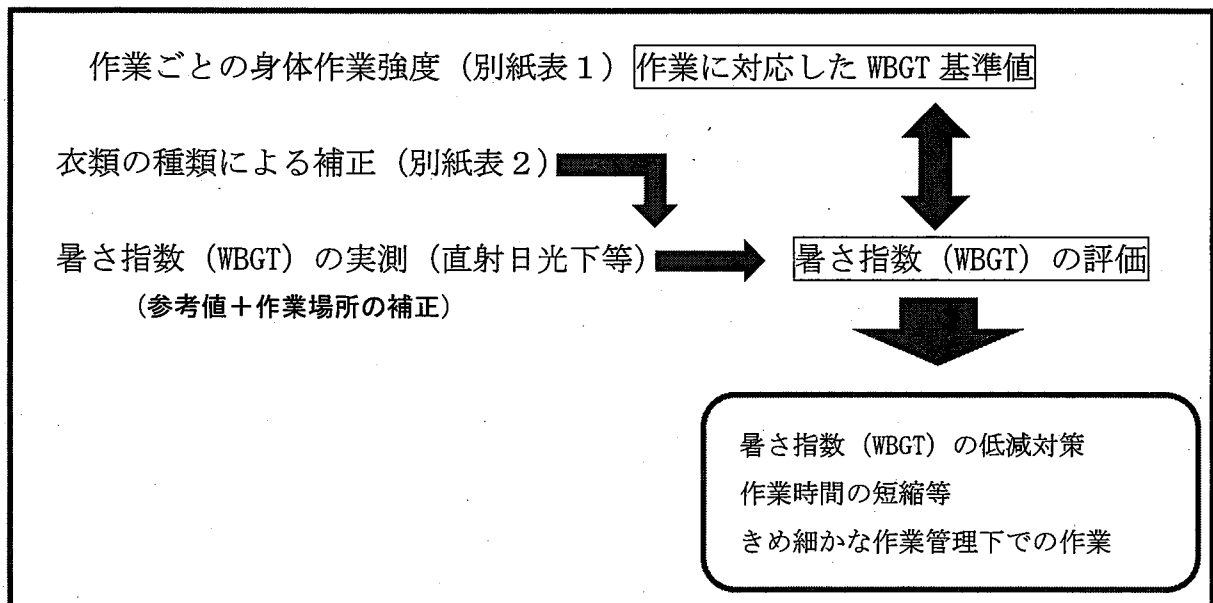 作業ごとの身体作業強度（別紙表１）作業に対応した WBGT 基準値
衣類の種類による補正（別紙表２）
暑さ指数（WBGT）の実測（直射日光下等）
暑さ指数（WBGT）の評価
（参考値＋作業場所の補正）
暑さ指数（WBGT）の低減対策
作業時間の短縮等
きめ細かな作業管理下での作業